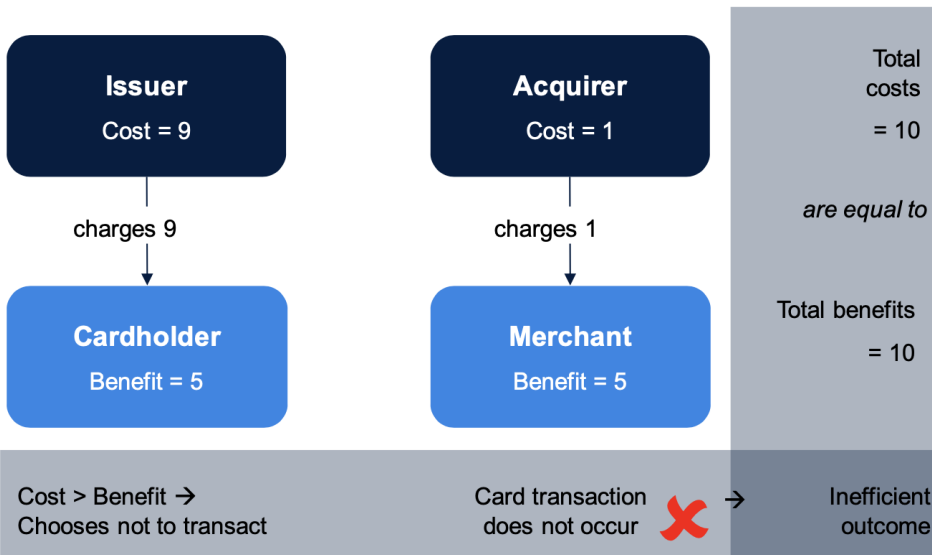 Issuer
Cost = 9
charges 9
Cardholder
Benefit = 5
Acquirer
Cost = 1
charges 1
Merchant
Benefit = 5
Total
costs
= 10
are equal to
Total benefits
= 10
Cost > Benefit →
Chooses not to transact
Card transaction
does not occur
→
Inefficient
outcome